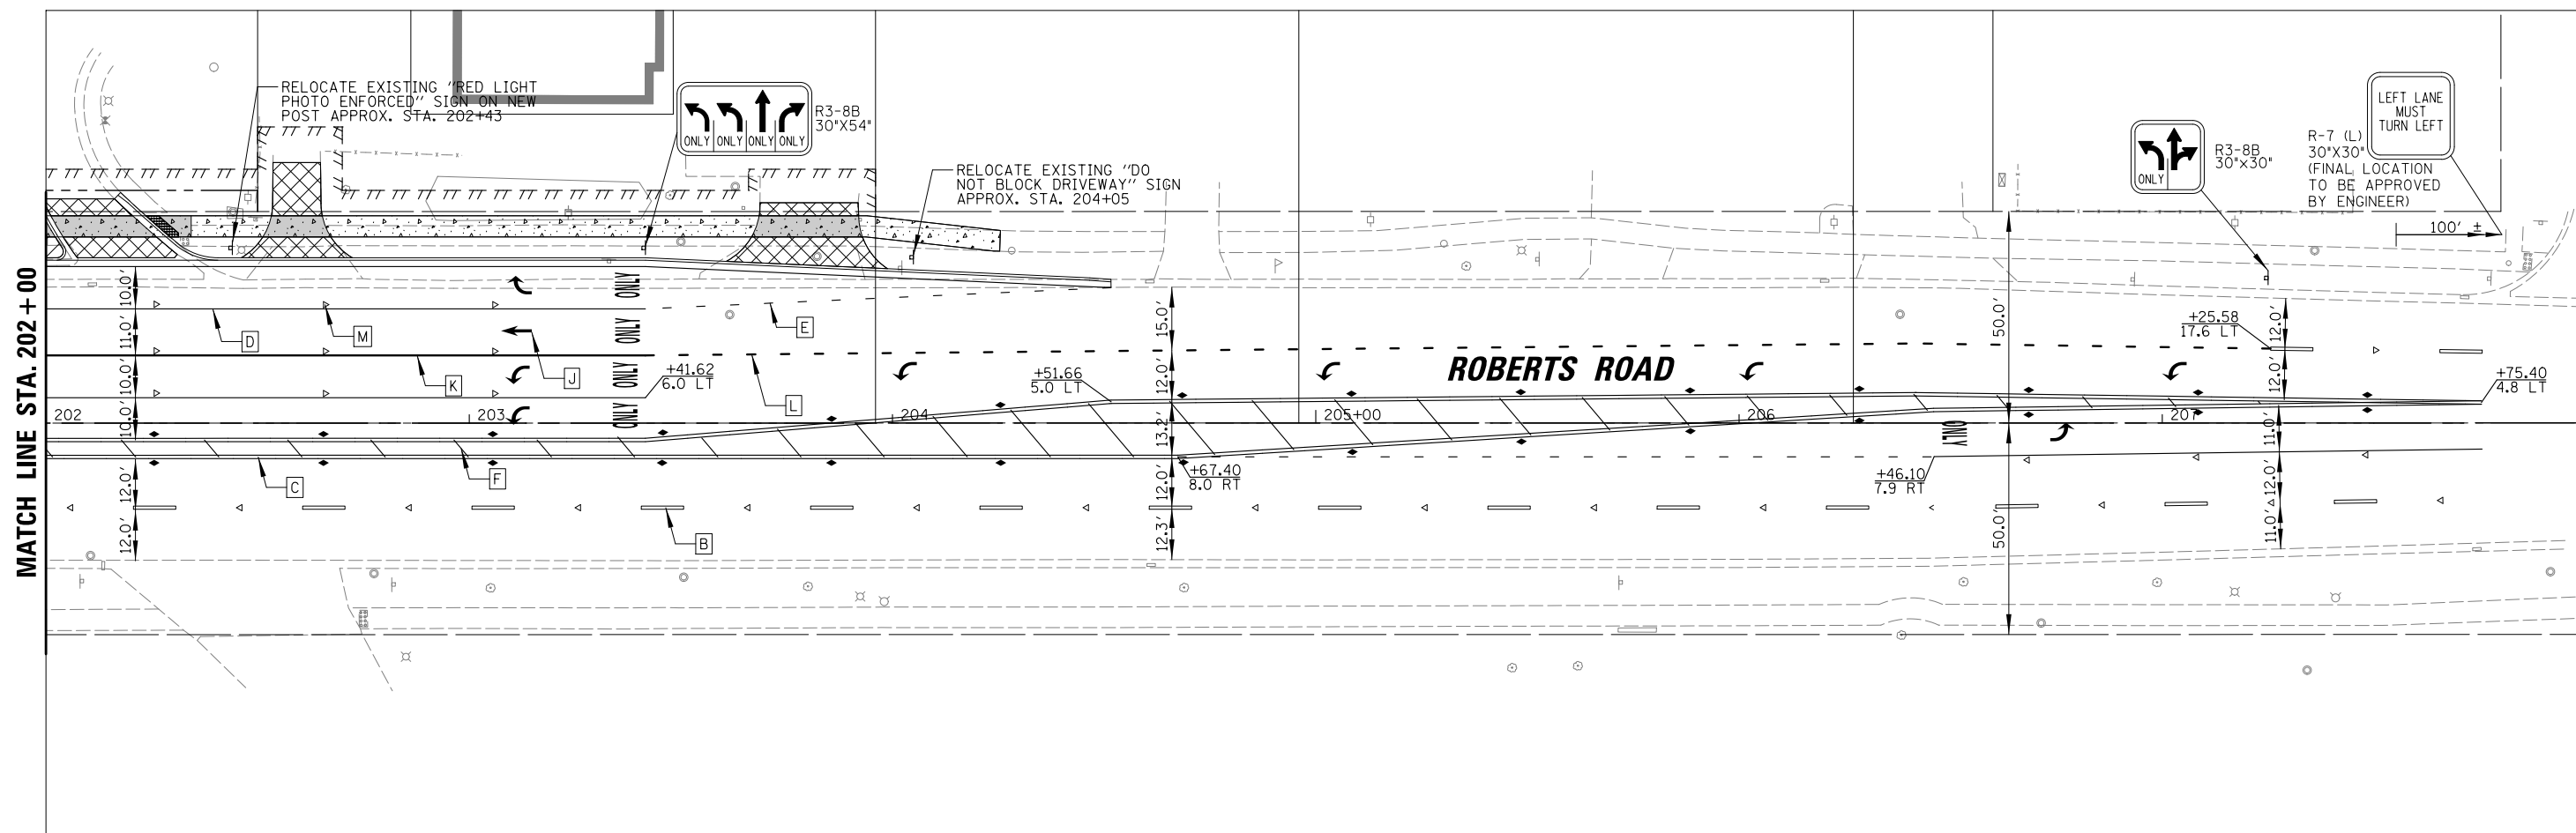 RELOCATE EXISTING "RED LIGHT
PHOTO ENFORCED" SIGN ON NEW
POST APPROX. STA. 202+43
ONLY ONLY ONLY ONLY
R3-8B
30"X54"
RELOCATE EXISTING "DO
NOT BLOCK DRIVEWAY" SIGN
APPROX. STA. 204+05
ONLY
R3-8B
30"x30"
R-7 (L)
30"X30"
(FINAL LOCATION
TO BE APPROVED
BY ENGINEER)
LEFT LANE
MUST
TURN LEFT
100' ±
MATCH LINE STA. 202+00
10.0'
11.0'
10.0'
10.0'
12.0'
12.0'
D
M
E
K
J
L
C
F
B
ONLY
ONLY
ONLY
ONLY
+41.62
6.0 LT
+51.66
5.0 LT
15.0'
12.0'
13.2'
12.0'
12.3'
+67.40
8.0 RT
ROBERTS ROAD
50.0'
50.0'
+25.58
17.6 LT
+75.40
4.8 LT
+46.10
7.9 RT
ONLY
12.0'
12.0'
11.0'
12.0'
11.0'
202
203
204
205+00
206
207